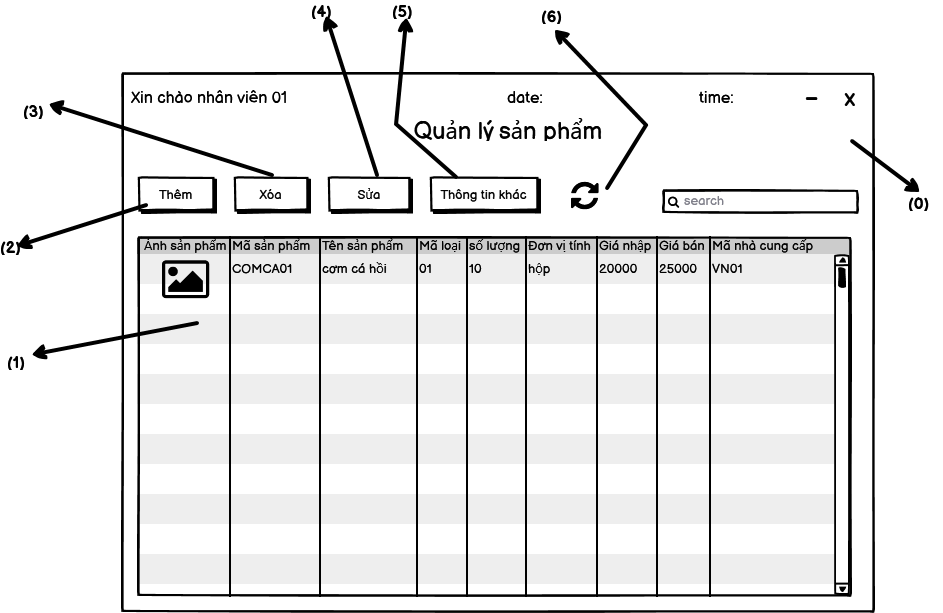 (4) (5) (6)
Xin chào nhân viên 01 date: time: - X
(3)
Quản lý sản phẩm
Thêm Xóa Sửa Thông tin khác search
(0)
(2)
Ảnh sản phẩm Mã sản phẩm Tên sản phẩm Mã loại số lượng Đơn vị tính Giá nhập Giá bán Mã nhà cung cấp
COMCA01 cơm cá hồi 01 10 hộp 20000 25000 VN01
(1)